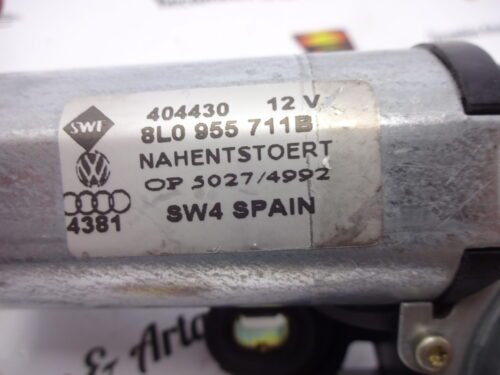 404430 12 V
SWF 8L0 955 711B
NAHENTSTOERT
OP 5027/4992
4381 SW4 SPAIN
&